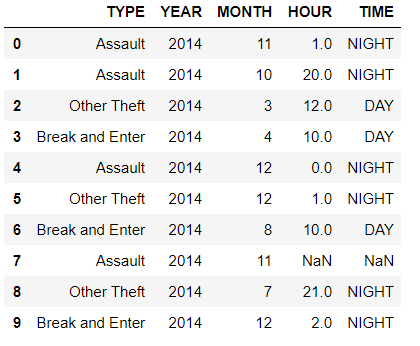 TYPE YEAR MONTH HOUR TIME
0 Assault 2014 11 1.0 NIGHT
1 Assault 2014 10 20.0 NIGHT
2 Other Theft 2014 3 12.0 DAY
3 Break and Enter 2014 4 10.0 DAY
4 Assault 2014 12 0.0 NIGHT
5 Other Theft 2014 12 1.0 NIGHT
6 Break and Enter 2014 8 10.0 DAY
7 Assault 2014 11 NaN NaN
8 Other Theft 2014 7 21.0 NIGHT
9 Break and Enter 2014 12 2.0 NIGHT